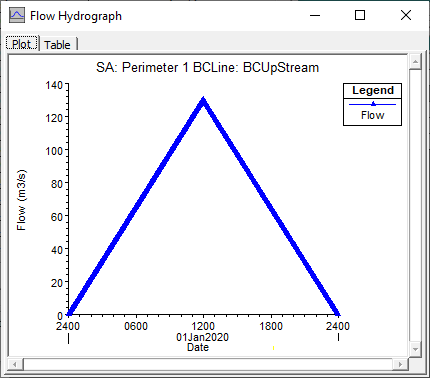 Flow Hydrograph
Plot Table
SA: Perimeter 1 BCLine: BCUpStream
Legend
Flow
140
120
100
80
60
40
20
0
Flow (m3/s)
2400 0600 1200 1800 2400
01Jan2020
Date